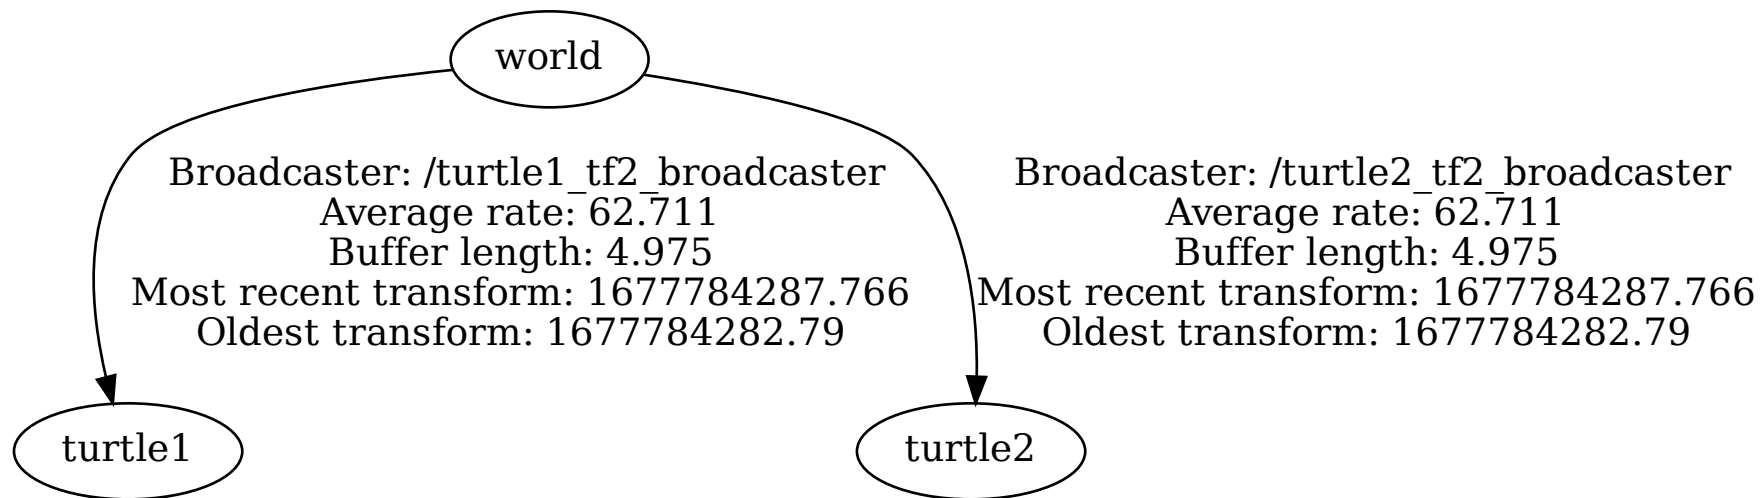 world
Broadcaster: /turtle1_tf2_broadcaster
Average rate: 62.711
Buffer length: 4.975
Most recent transform: 1677784287.766
Oldest transform: 1677784282.79
Broadcaster: /turtle2_tf2_broadcaster
Average rate: 62.711
Buffer length: 4.975
Most recent transform: 1677784287.766
Oldest transform: 1677784282.79
turtle1
turtle2